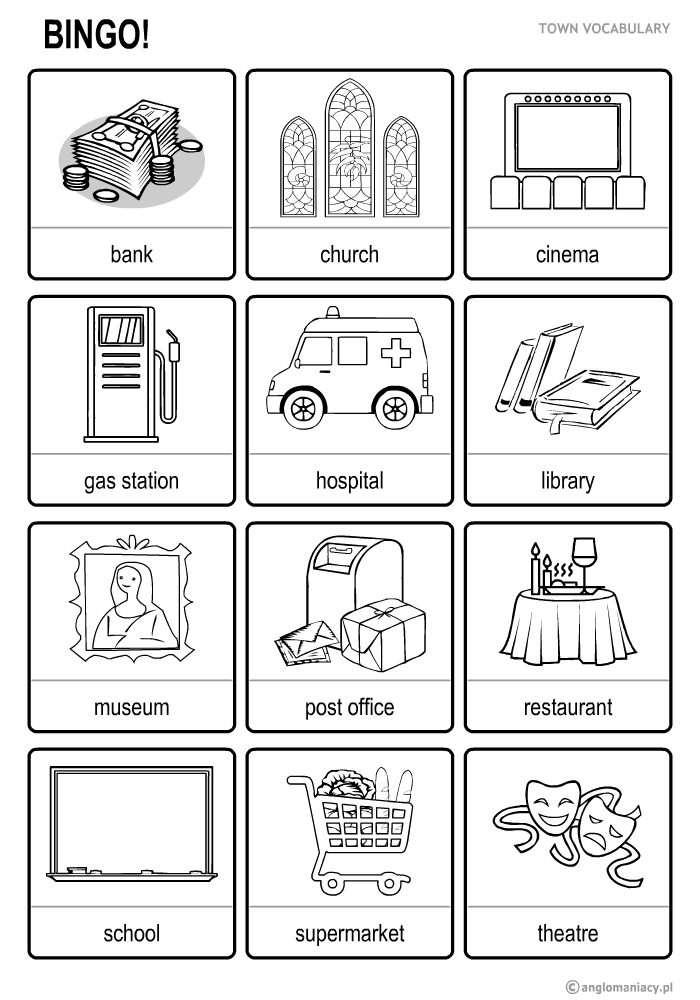 BINGO!
TOWN VOCABULARY
bank
church
cinema
gas station
hospital
library
museum
post office
restaurant
school
supermarket
theatre
©anglomaniacy.pl